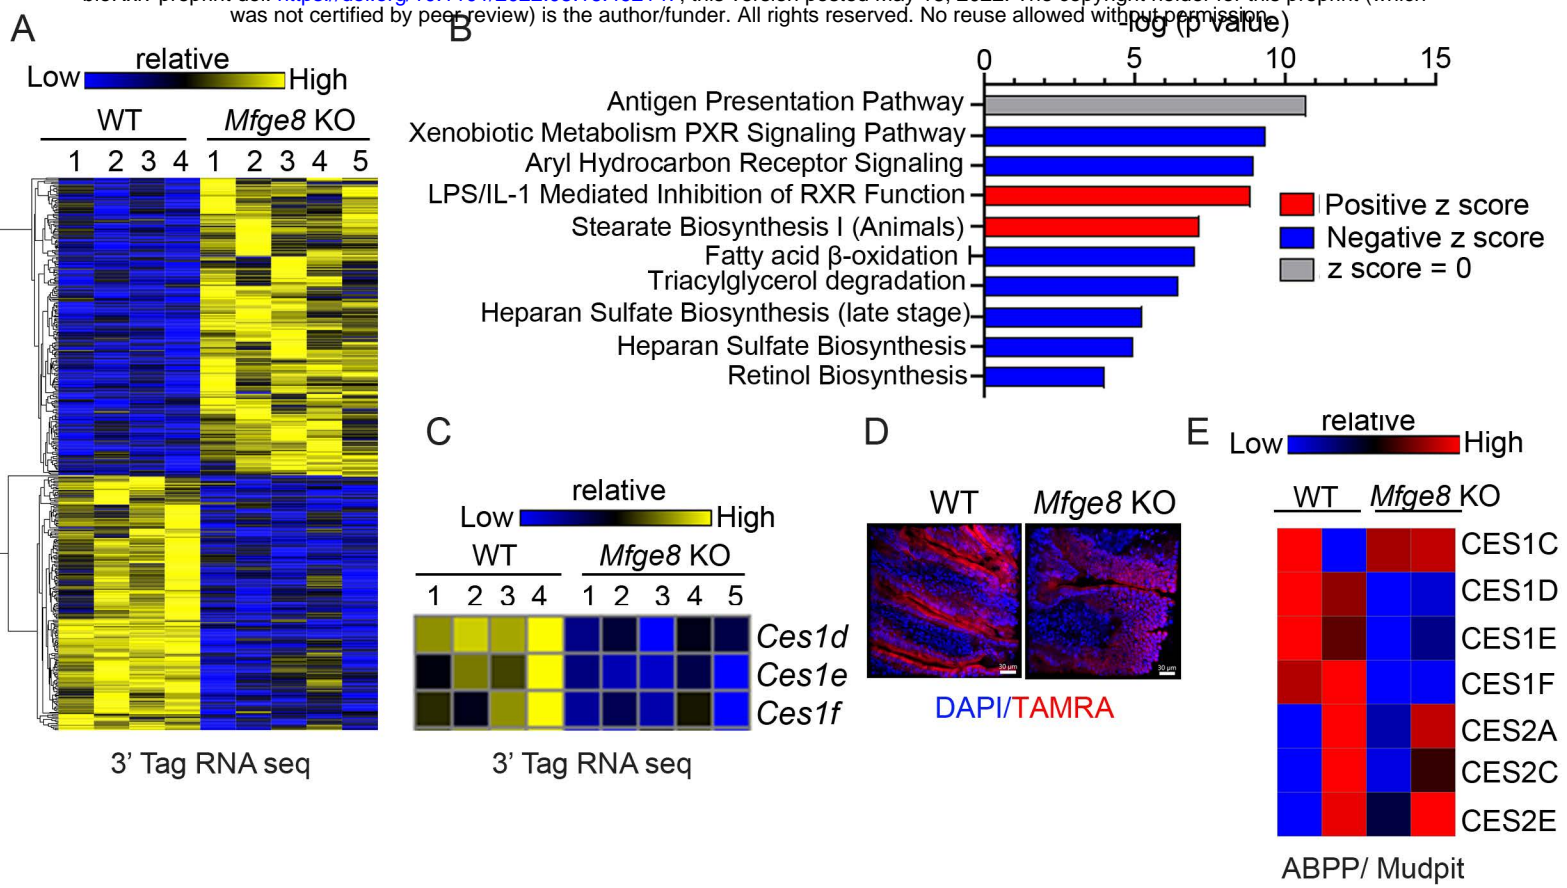 was not certified by peer review) is the author/funder. All rights reserved. No reuse allowed without permission.
A
relative
Low High
WT Mfge8 KO
1 2 3 4 1 2 3 4 5
3’ Tag RNA seq
B
-log (p value)
0 5 10 15
Antigen Presentation Pathway
Xenobiotic Metabolism PXR Signaling Pathway
Aryl Hydrocarbon Receptor Signaling
LPS/IL-1 Mediated Inhibition of RXR Function
Stearate Biosynthesis I (Animals)
Fatty acid β-oxidation I
Triacylglycerol degradation
Heparan Sulfate Biosynthesis (late stage)
Heparan Sulfate Biosynthesis
Retinol Biosynthesis
Positive z score
Negative z score
z score = 0
C
relative
Low High
WT Mfge8 KO
1 2 3 4 1 2 3 4 5
Ces1d
Ces1e
Ces1f
3’ Tag RNA seq
D
WT Mfge8 KO
30 µm 30 µm
DAPI/TAMRA
E
relative
Low High
WT Mfge8 KO
CES1C
CES1D
CES1E
CES1F
CES2A
CES2C
CES2E
ABPP/ Mudpit